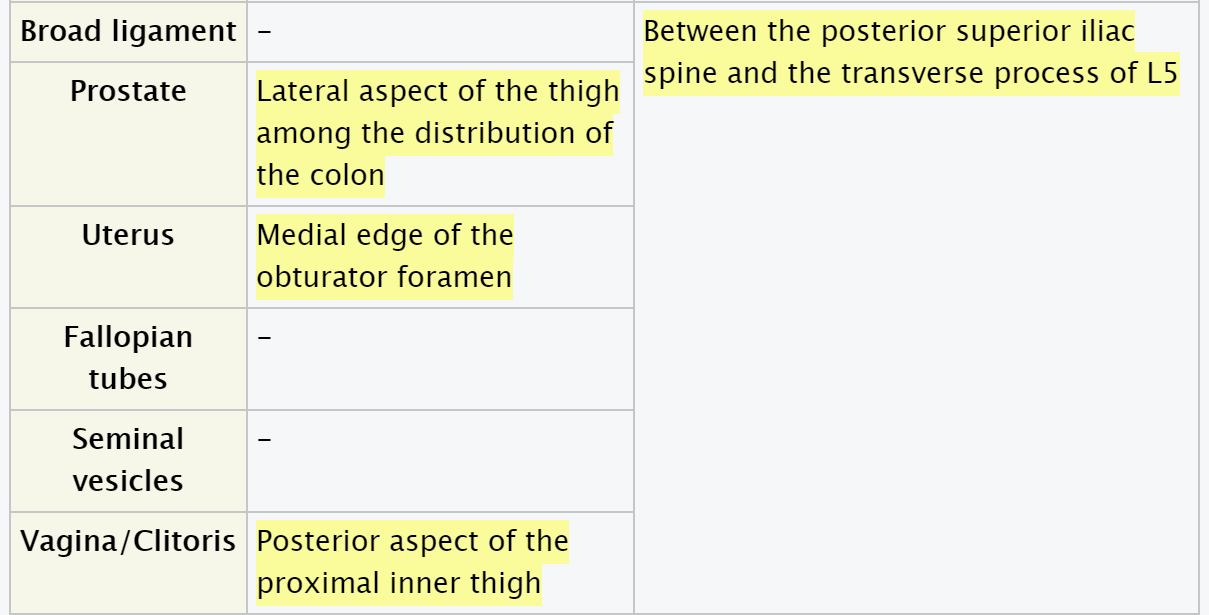 Broad ligament
–
Between the posterior superior iliac
spine and the transverse process of L5
Prostate
Lateral aspect of the thigh
among the distribution of
the colon
Uterus
Medial edge of the
obturator foramen
Fallopian
tubes
–
Seminal
vesicles
–
Vagina/Clitoris
Posterior aspect of the
proximal inner thigh